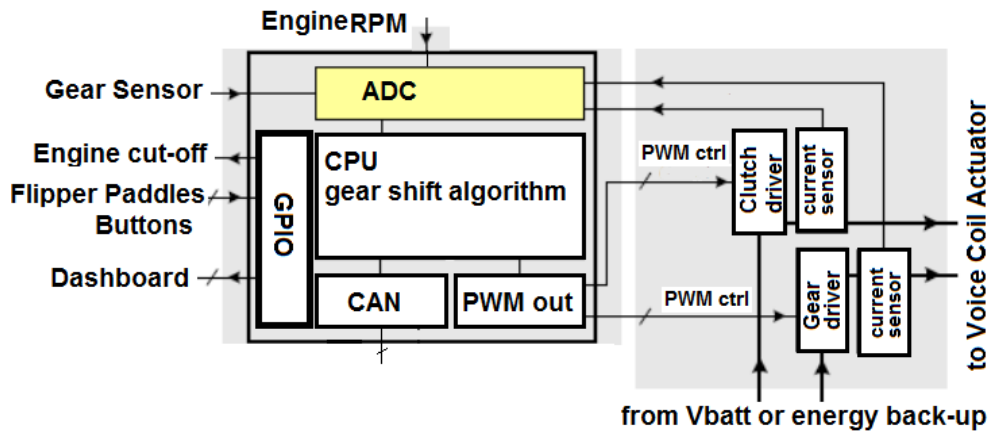 Engine RPM
Gear Sensor
ADC
Engine cut-off
Flipper Paddles
Buttons
Dashboard
GPIO
CPU
gear shift algorithm
CAN
PWM out
PWM ctrl
Clutch
driver
current
sensor
PWM ctrl
Gear
driver
current
sensor
to Voice Coil Actuator
from Vbatt or energy back-up